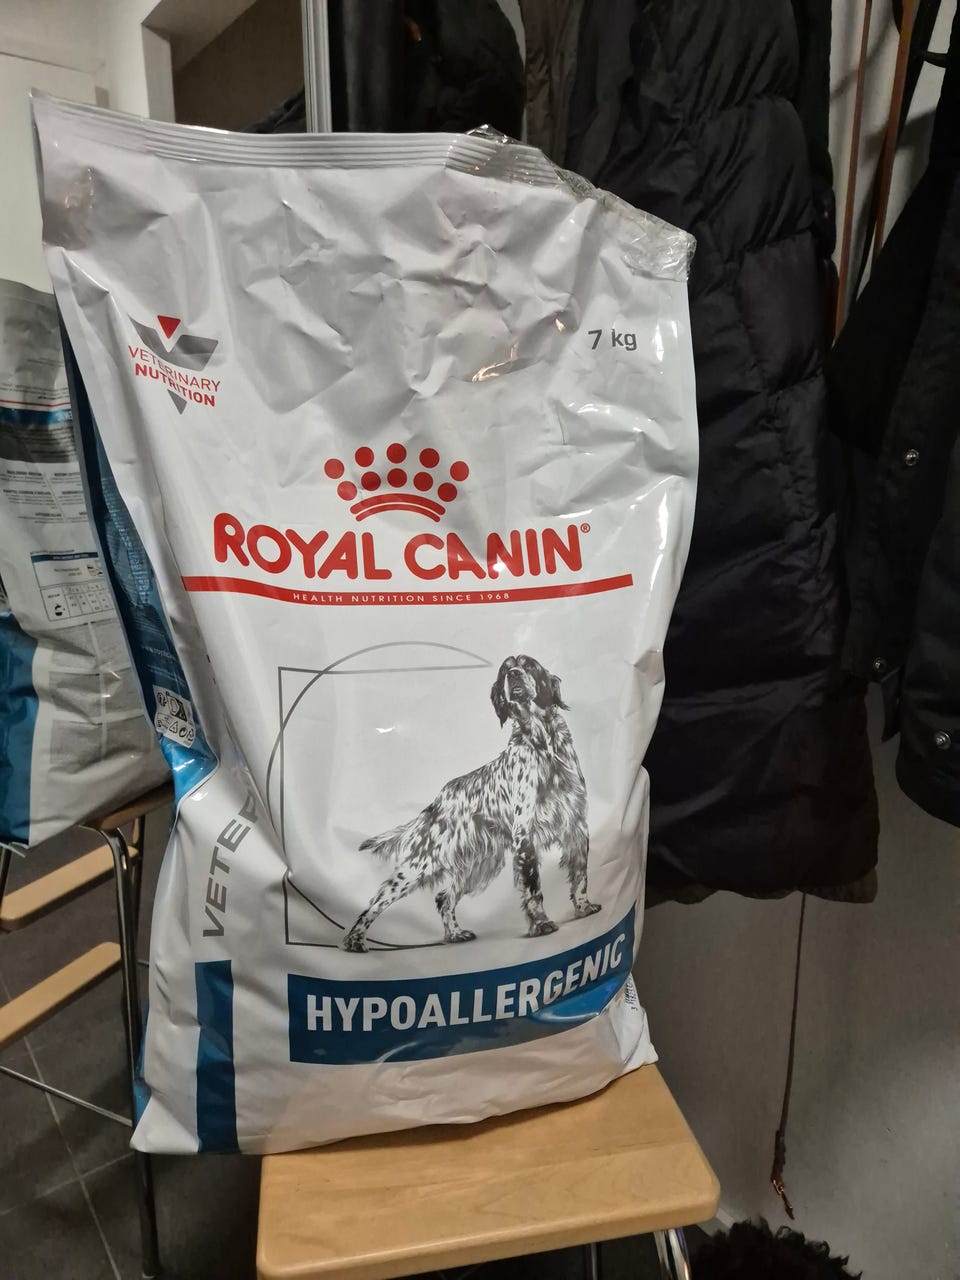 7 kg
VETERINARY
NUTRITION
ROYAL CANIN®
HEALTH NUTRITION SINCE 1968
VETER
HYPOALLERGENIC